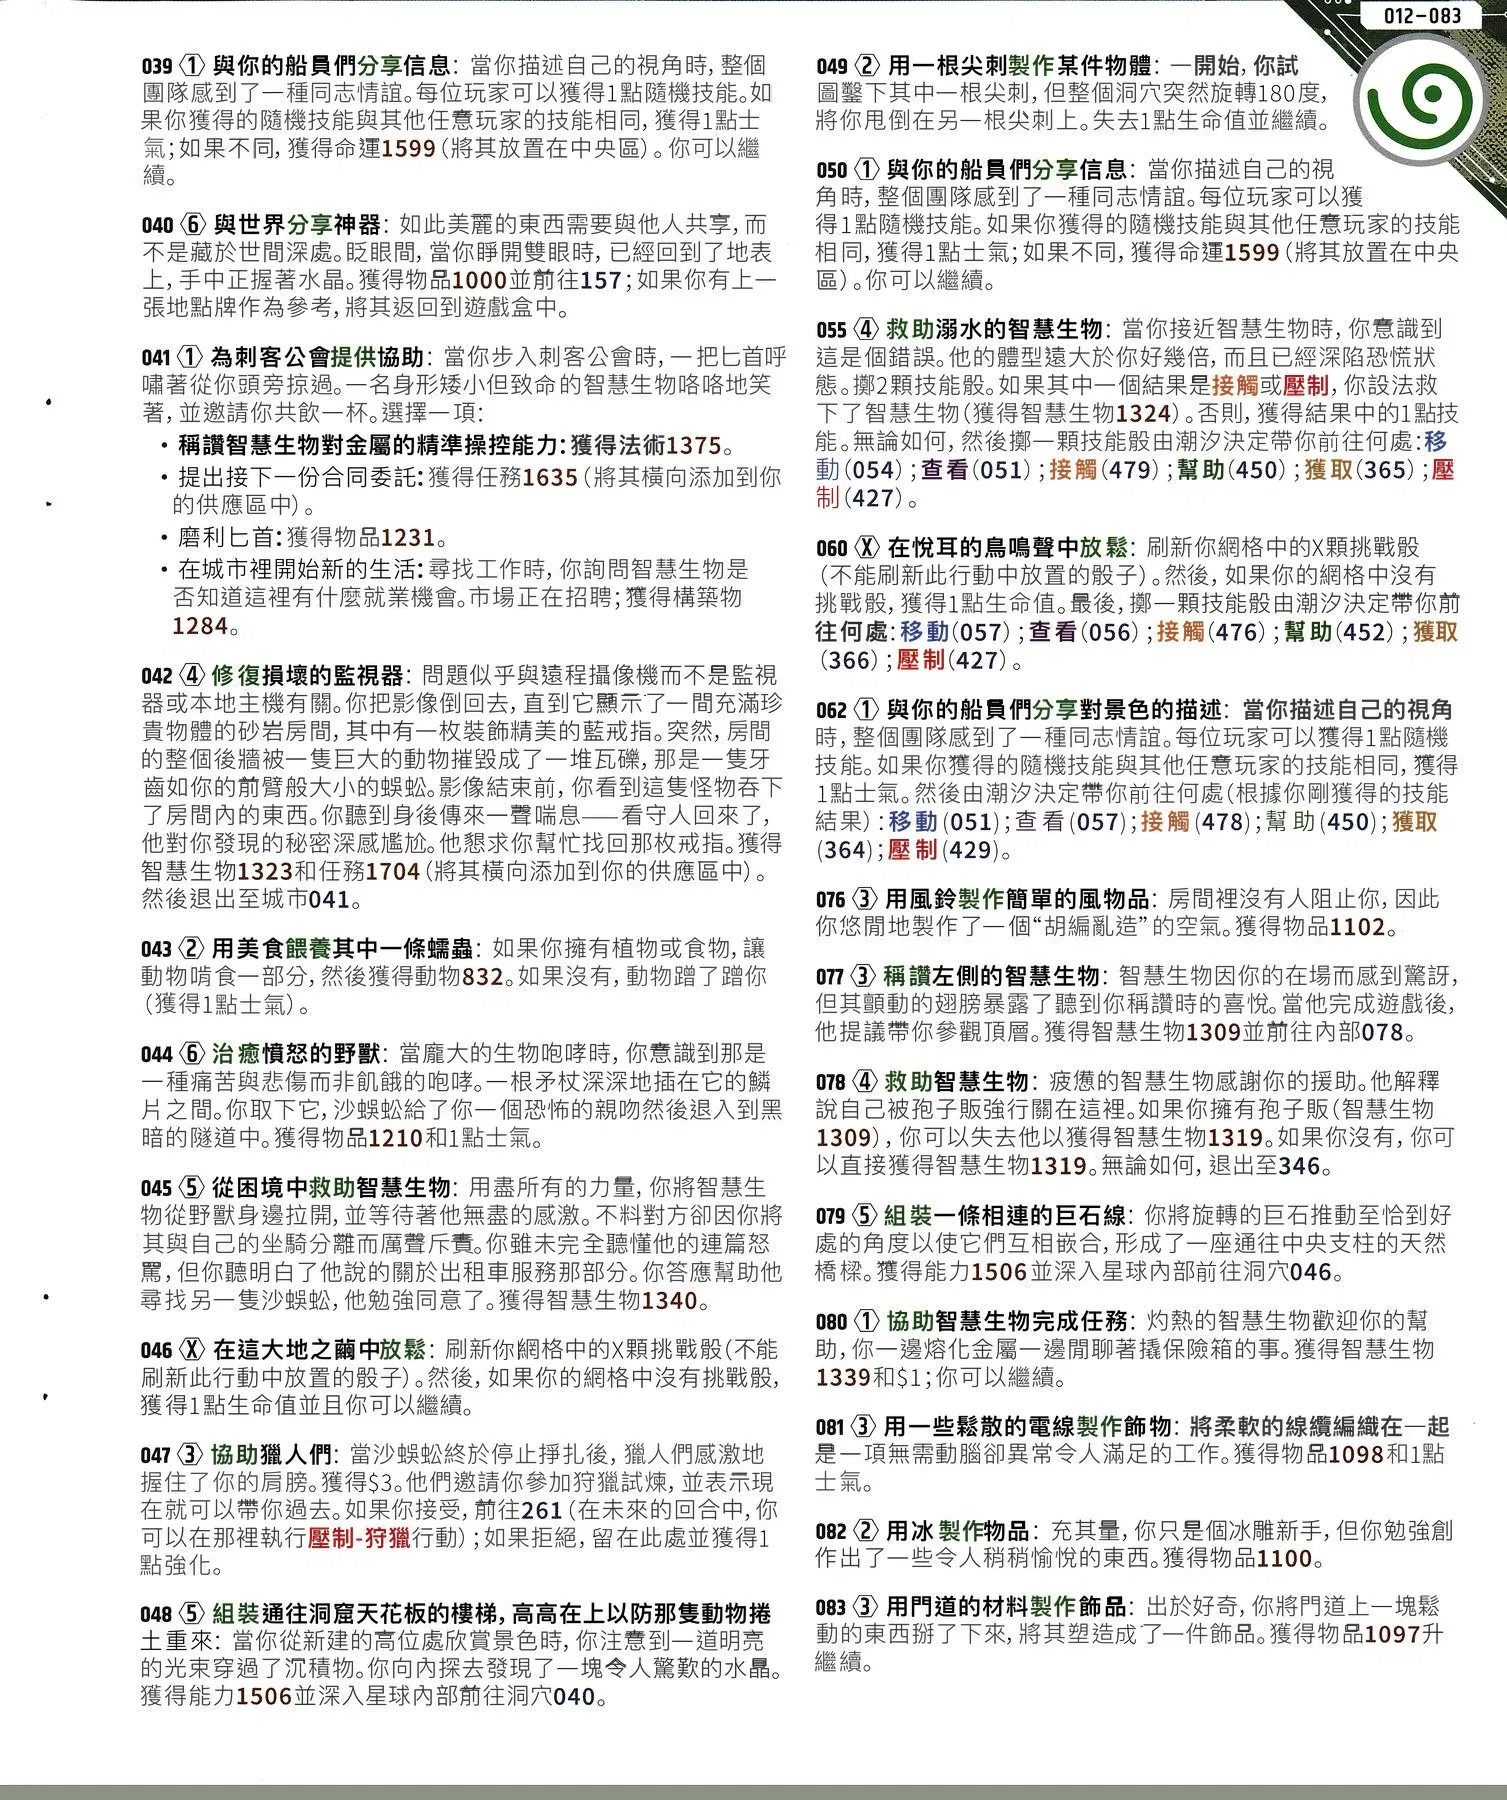 012-083
039 ① 與你的船員們分享信息：當你描述自己的視角時，整個
團隊感到了一種同志情誼。每位玩家可以獲得1點隨機技能。如
果你獲得的隨機技能與其他任意玩家的技能相同，獲得1點士
氣；如果不同，獲得命運1599（將其放置在中央區）。你可以繼
續。
040 ⑥ 與世界分享神器：如此美麗的東西需要與他人共享，而
不是藏於世間深處。眨眼間，當你睜開雙眼時，已經回到了地表
上，手中正握著水晶。獲得物品1000並前往157；如果你有上一
張地點牌作為參考，將其返回到遊戲盒中。
041 ① 為刺客公會提供協助：當你步入刺客公會時，一把匕首呼
嘯著從你頭旁掠過。一名身形矮小但致命的智慧生物咯咯地笑
著，並邀請你共飲一杯。選擇一項：
・稱讚智慧生物對金屬的精準操控能力：獲得法術1375。
・提出接下一份合同委託：獲得任務1635（將其橫向添加到你
的供應區中）。
・磨利匕首：獲得物品1231。
・在城市裡開始新的生活：尋找工作時，你詢問智慧生物是
否知道這裡有什麼就業機會。市場正在招聘；獲得構築物
1284。
042 ④ 修復損壞的監視器：問題似乎與遠程攝像機而不是監視
器或本地主機有關。你把影像倒回去，直到它顯示了一間充滿珍
貴物體的砂岩房間，其中有一枚裝飾精美的藍戒指。突然，房間
的整個後牆被一隻巨大的動物摧毀成了一堆瓦礫，那是一隻牙
齒如你的前臂般大小的蜈蚣。影像結束前，你看到這隻怪物吞下
了房間內的東西。你聽到身後傳來一聲喘息——看守人回來了，
他對你發現的秘密深感尷尬。他懇求你幫忙找回那枚戒指。獲得
智慧生物1323和任務1704（將其橫向添加到你的供應區中）。
然後退出至城市041。
043 ② 用美食餵養其中一條蠕蟲：如果你擁有植物或食物，讓
動物啃食一部分，然後獲得動物832。如果沒有，動物蹭了蹭你
（獲得1點士氣）。
044 ⑥ 治癒憤怒的野獸：當龐大的生物咆哮時，你意識到那是
一種痛苦與悲傷而非飢餓的咆哮。一根矛杖深深地插在它的鱗
片之間。你取下它，沙蜈蚣給了你一個恐怖的親吻然後退入到黑
暗的隧道中。獲得物品1210和1點士氣。
045 ⑤ 從困境中救助智慧生物：用盡所有的力量，你將智慧生
物從野獸身邊拉開，並等待著他無盡的感激。不料對方卻因你將
其與自己的坐騎分離而厲聲斥責。你雖未完全聽懂他的連篇怒
罵，但你聽明白了他說的關於出租車服務那部分。你答應幫助他
尋找另一隻沙蜈蚣，他勉強同意了。獲得智慧生物1340。
046 Ⓧ 在這大地之繭中放鬆：刷新你網格中的X顆挑戰骰（不能
刷新此行動中放置的骰子）。然後，如果你的網格中沒有挑戰骰，
獲得1點生命值並且你可以繼續。
047 ③ 協助獵人們：當沙蜈蚣終於停止掙扎後，獵人們感激地
握住了你的肩膀。獲得$3。他們邀請你參加狩獵試煉，並表示現
在就可以帶你過去。如果你接受，前往261（在未來的回合中，你
可以在那裡執行壓制-狩獵行動）；如果拒絕，留在此處並獲得1
點強化。
048 ⑤ 組裝通往洞窟天花板的樓梯，高高在上以防那隻動物捲
土重來：當你從新建的高位處欣賞景色時，你注意到一道明亮
的光束穿過了沉積物。你向內探去發現了一塊令人驚歎的水晶。
獲得能力1506並深入星球內部前往洞穴040。
049 ② 用一根尖刺製作某件物體：一開始，你試
圖鑿下其中一根尖刺，但整個洞穴突然旋轉180度，
將你甩倒在另一根尖刺上。失去1點生命值並繼續。
050 ① 與你的船員們分享信息：當你描述自己的視
角時，整個團隊感到了一種同志情誼。每位玩家可以獲
得1點隨機技能。如果你獲得的隨機技能與其他任意玩家的技能
相同，獲得1點士氣；如果不同，獲得命運1599（將其放置在中央
區）。你可以繼續。
055 ④ 救助溺水的智慧生物：當你接近智慧生物時，你意識到
這是個錯誤。他的體型遠大於你好幾倍，而且已經深陷恐慌狀
態。擲2顆技能骰。如果其中一個結果是接觸或壓制，你設法救
下了智慧生物（獲得智慧生物1324）。否則，獲得結果中的1點技
能。無論如何，然後擲一顆技能骰由潮汐決定帶你前往何處：移
動（054）；查看（051）；接觸（479）；幫助（450）；獲取（365）；壓
制（427）。
060 Ⓧ 在悅耳的鳥鳴聲中放鬆：刷新你網格中的X顆挑戰骰
（不能刷新此行動中放置的骰子）。然後，如果你的網格中沒有
挑戰骰，獲得1點生命值。最後，擲一顆技能骰由潮汐決定帶你前
往何處：移動（057）；查看（056）；接觸（476）；幫助（452）；獲取
（366）；壓制（427）。
062 ① 與你的船員們分享對景色的描述：當你描述自己的視角
時，整個團隊感到了一種同志情誼。每位玩家可以獲得1點隨機
技能。如果你獲得的隨機技能與其他任意玩家的技能相同，獲得
1點士氣。然後由潮汐決定帶你前往何處（根據你剛獲得的技能
結果）：移動（051）；查看（057）；接觸（478）；幫助（450）；獲取
（364）；壓制（429）。
076 ③ 用風鈴製作簡單的風物品：房間裡沒有人阻止你，因此
你悠閒地製作了一個“胡編亂造”的空氣。獲得物品1102。
077 ③ 稱讚左側的智慧生物：智慧生物因你的在場而感到驚訝，
但其顫動的翅膀暴露了聽到你稱讚時的喜悅。當他完成遊戲後，
他提議帶你參觀頂層。獲得智慧生物1309並前往內部078。
078 ④ 救助智慧生物：疲憊的智慧生物感謝你的援助。他解釋
說自己被孢子販強行關在這裡。如果你擁有孢子販（智慧生物
1309），你可以失去他以獲得智慧生物1319。如果你沒有，你可
以直接獲得智慧生物1319。無論如何，退出至346。
079 ⑤ 組裝一條相連的巨石線：你將旋轉的巨石推動至恰到好
處的角度以使它們互相嵌合，形成了一座通往中央支柱的天然
橋樑。獲得能力1506並深入星球內部前往洞穴046。
080 ① 協助智慧生物完成任務：灼熱的智慧生物歡迎你的幫
助，你一邊熔化金屬一邊閒聊著撬保險箱的事。獲得智慧生物
1339和$1；你可以繼續。
081 ③ 用一些鬆散的電線製作飾物：將柔軟的線纜編織在一起
是一項無需動腦卻異常令人滿足的工作。獲得物品1098和1點
士氣。
082 ② 用冰製作物品：充其量，你只是個冰雕新手，但你勉強創
作出了一些令人稍稍愉悅的東西。獲得物品1100。
083 ③ 用門道的材料製作飾品：出於好奇，你將門道上一塊鬆
動的東西掰了下來，將其塑造成了一件飾品。獲得物品1097升
繼續。